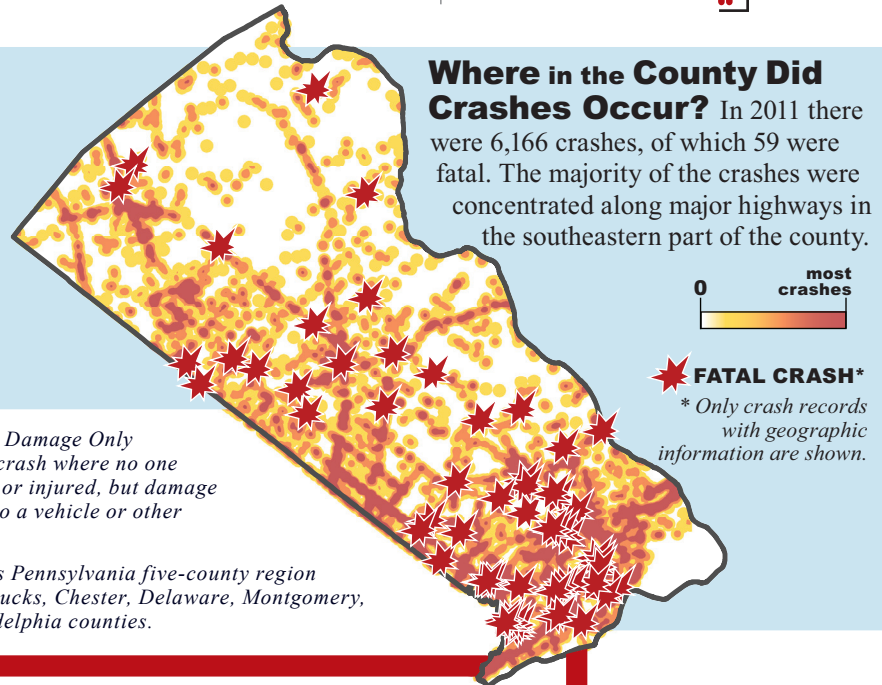 Where in the County Did
Crashes Occur? In 2011 there
were 6,166 crashes, of which 59 were
fatal. The majority of the crashes were
concentrated along major highways in
the southeastern part of the county.
0
most
crashes
FATAL CRASH*
* Only crash records
with geographic
information are shown.
Damage Only
crash where no one
or injured, but damage
o a vehicle or other
s Pennsylvania five-county region
ucks, Chester, Delaware, Montgomery,
delphia counties.